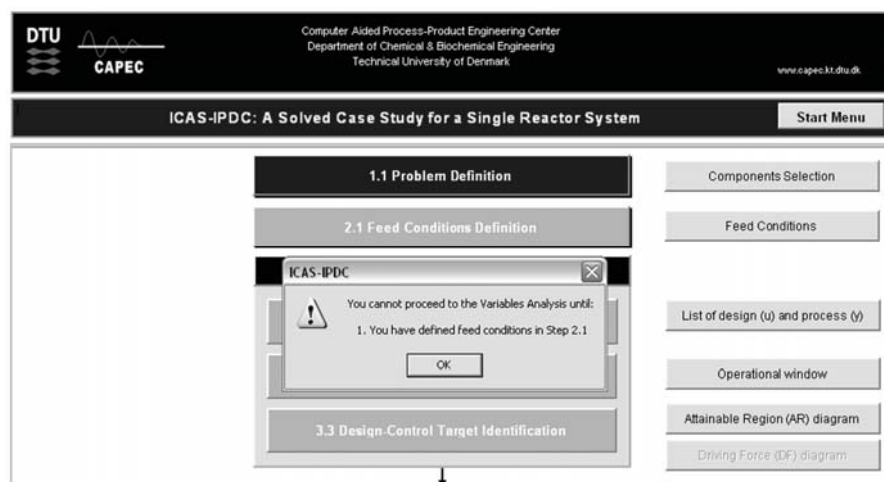 DTU
CAPEC
Computer Aided Process-Product Engineering Center
Department of Chemical & Biochemical Engineering
Technical University of Denmark
www.capec.kt.dtu.dk
ICAS-IPDC: A Solved Case Study for a Single Reactor System
Start Menu
1.1 Problem Definition
Components Selection
2.1 Feed Conditions Definition
Feed Conditions
ICAS-IPDC
You cannot proceed to the Variables Analysis until:
1. You have defined feed conditions in Step 2.1
OK
List of design (u) and process (y)
Operational window
3.3 Design-Control Target Identification
Attainable Region (AR) diagram
Driving Force (DF) diagram